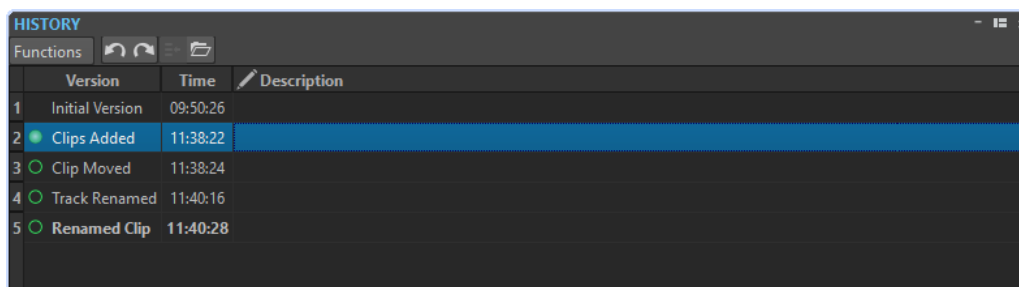 HISTORY
Functions
Version Time Description
1 Initial Version 09:50:26
2 Clips Added 11:38:22
3 Clip Moved 11:38:24
4 Track Renamed 11:40:16
5 Renamed Clip 11:40:28